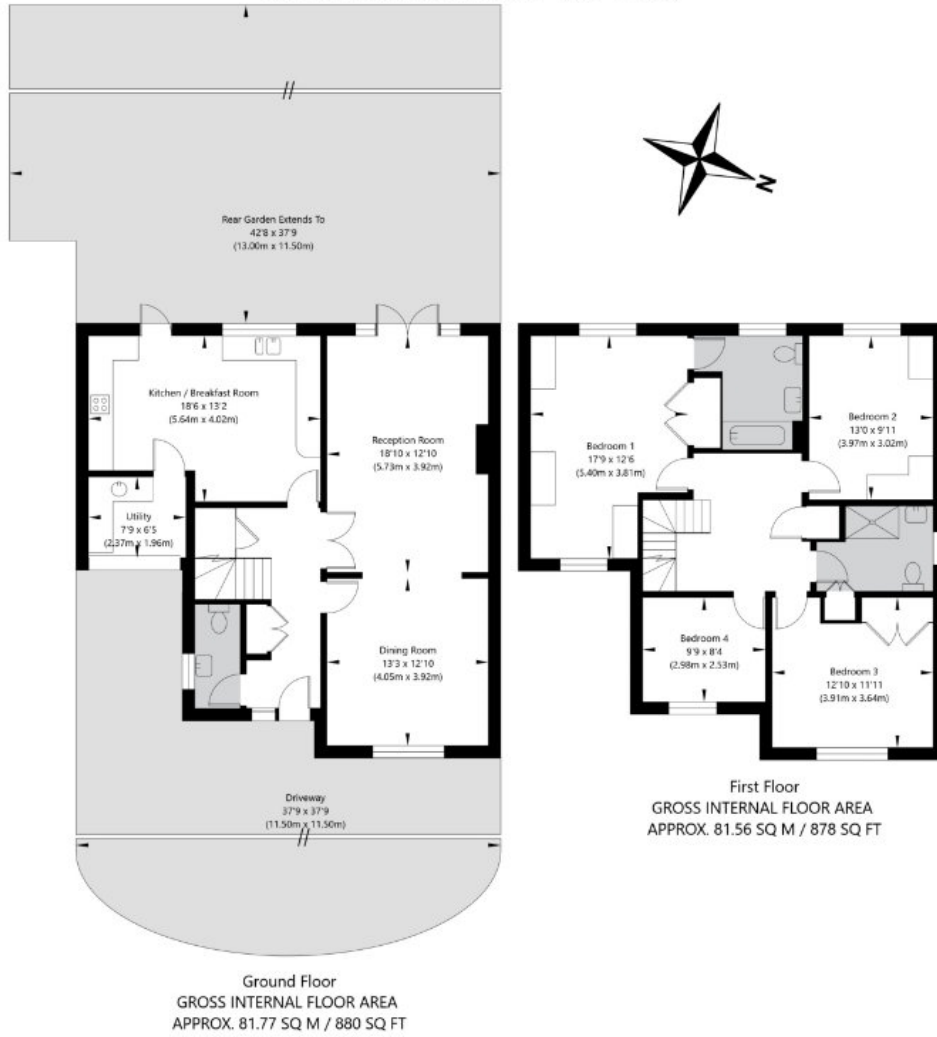 N
Rear Garden Extends To
42'8 x 37'9
(13.00m x 11.50m)
Kitchen / Breakfast Room
18'6 x 13'2
(5.64m x 4.02m)
Reception Room
18'10 x 12'10
(5.73m x 3.92m)
Utility
7'9 x 6'5
(2.37m x 1.96m)
Dining Room
13'3 x 12'10
(4.05m x 3.92m)
Driveway
37'9 x 37'9
(11.50m x 11.50m)
Ground Floor
GROSS INTERNAL FLOOR AREA
APPROX. 81.77 SQ M / 880 SQ FT
Bedroom 1
17'9 x 12'6
(5.40m x 3.81m)
Bedroom 2
13'0 x 9'11
(3.97m x 3.02m)
Bedroom 4
9'9 x 8'4
(2.98m x 2.53m)
Bedroom 3
12'10 x 11'11
(3.91m x 3.64m)
First Floor
GROSS INTERNAL FLOOR AREA
APPROX. 81.56 SQ M / 878 SQ FT